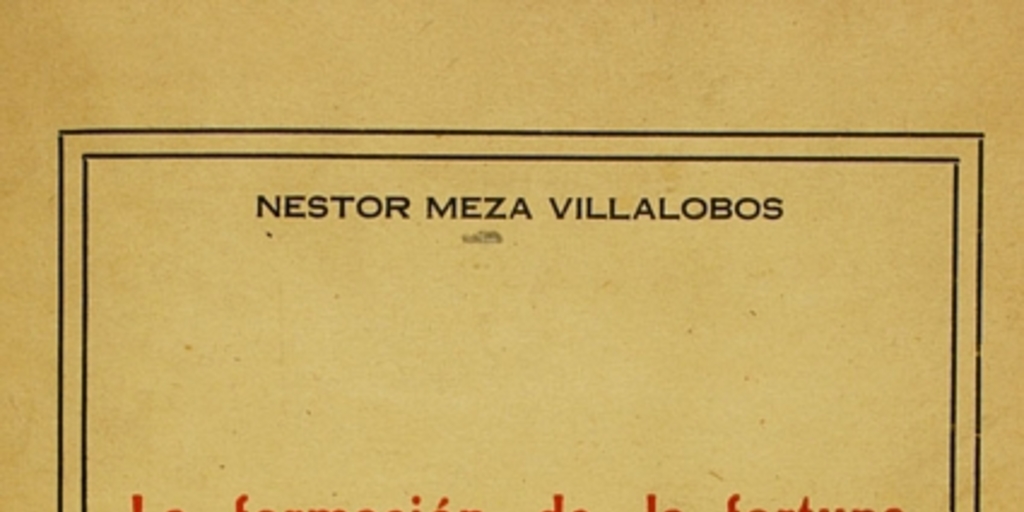 NESTOR MEZA VILLALOBOS
La formación de la fortuna